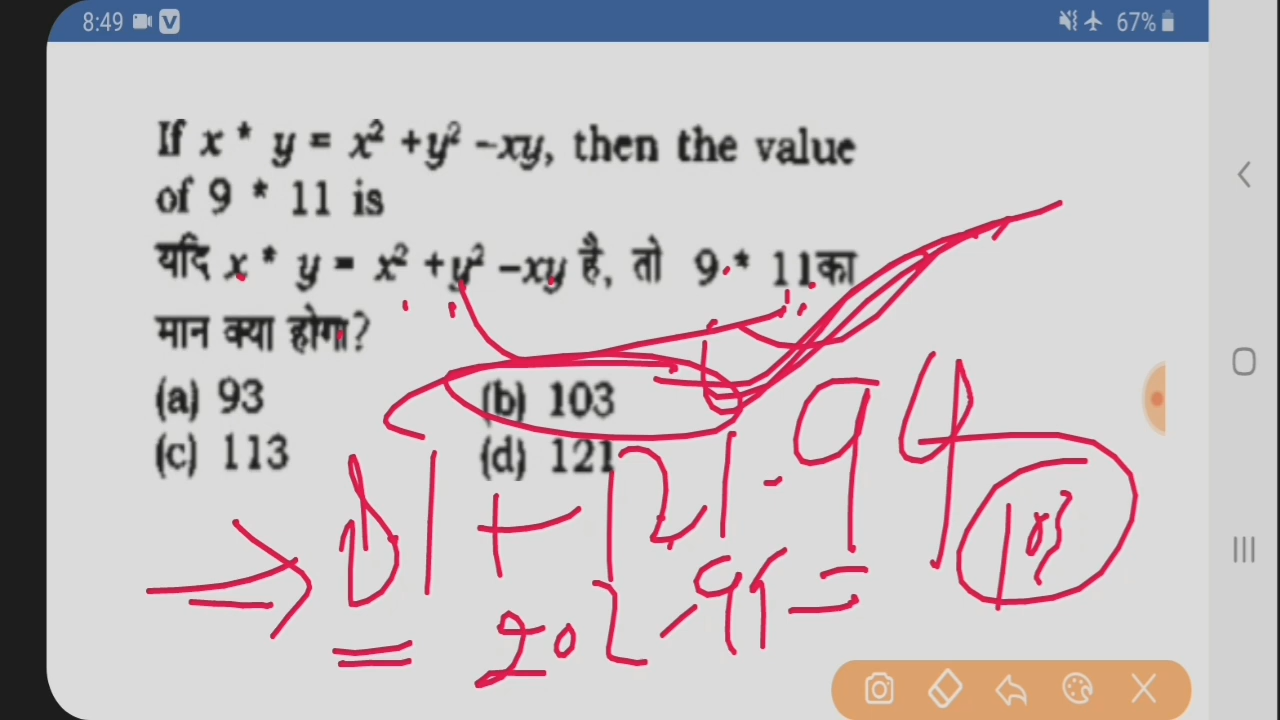 8:49 V 67%
If x * y = x² + y² – xy, then the value
of 9 * 11 is
यदि x * y = x² + y² – xy है, तो 9 * 11 का
मान क्या होगा?
(a) 93 (b) 103
(c) 113 (d) 121
81 + 121 - 99
= 202 - 99 = 103